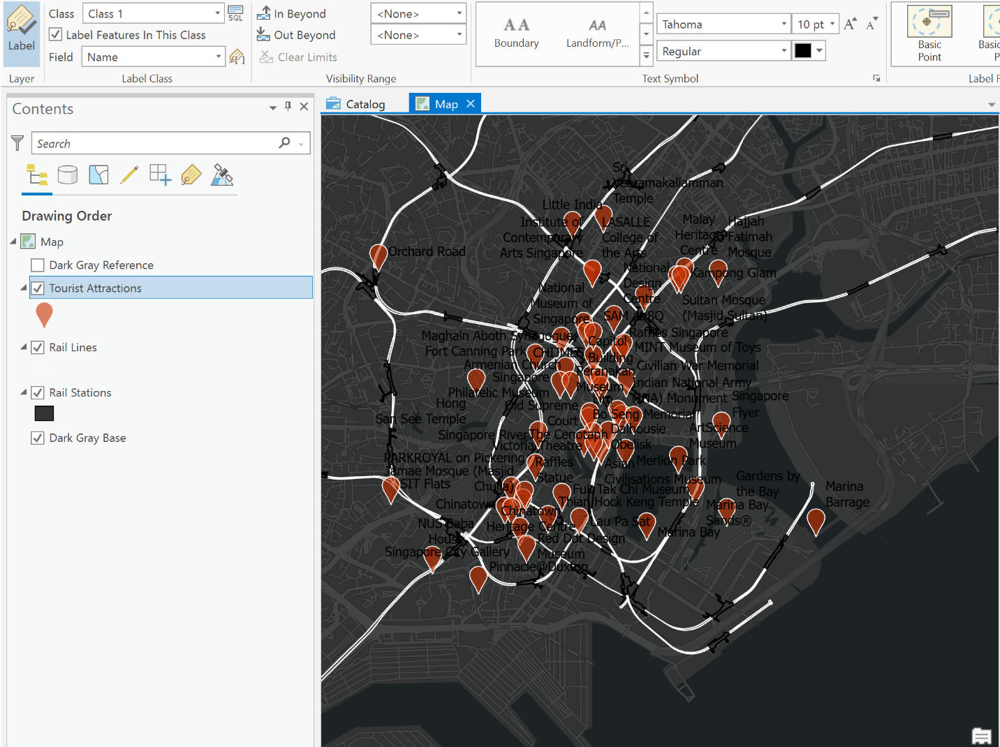 Label
Class
Class 1
SQL
Label Features In This Class
Field
Name
In Beyond
<None>
Out Beyond
<None>
Clear Limits
AA
Boundary
AA
Landform/P...
Tahoma
10 pt
Regular
Basic
Point
Basic
P
Layer
Label Class
Visibility Range
Text Symbol
Label F
Contents
Search
Drawing Order
Map
Dark Gray Reference
Tourist Attractions
Rail Lines
Rail Stations
Dark Gray Base
Catalog
Map
Sri
Veeramakaliamman
Temple
Little India
Institute of
Contemporary
Arts Singapore
LASALLE
College of
the Arts
Malay
Heritage
Centre
Hajjah
Fatimah
Mosque
Orchard Road
National
Design
Centre
Kampong Glam
National
Museum of
Singapore
Sultan Mosque
(Masjid Sultan)
SAM at 8Q
Raffles Singapore
Maghain Aboth Synagogue
Capitol
Building
MINT Museum of Toys
Fort Canning Park
CHIJMES
Armenian Church
Civilian War Memorial
Singapore
Philatelic Museum
Peranakan
Museum
Indian National Army
(INA) Monument
Singapore
Flyer
Hong
San See Temple
Old Supreme
Court
Lim
Bo Seng Memorial
Dalhousie
Obelisk
ArtScience
Museum
Singapore River
The Cenotaph
Victoria Theatre
PARKROYAL on Pickering
Raffles
Statue
Asian
Civilisations Museum
Merlion Park
Jamae Mosque (Masjid
Chulia)
SIT Flats
Gardens by
the Bay
Marina
Barrage
Fuk Tak Chi Museum
Chinatown
Thian Hock Keng Temple
Marina Bay
Sands®
Chinatown
Heritage Centre
NUS Baba
House
Lau Pa Sat
Marina Bay
Red Dot Design
Museum
Singapore City Gallery
Pinnacle@Duxton